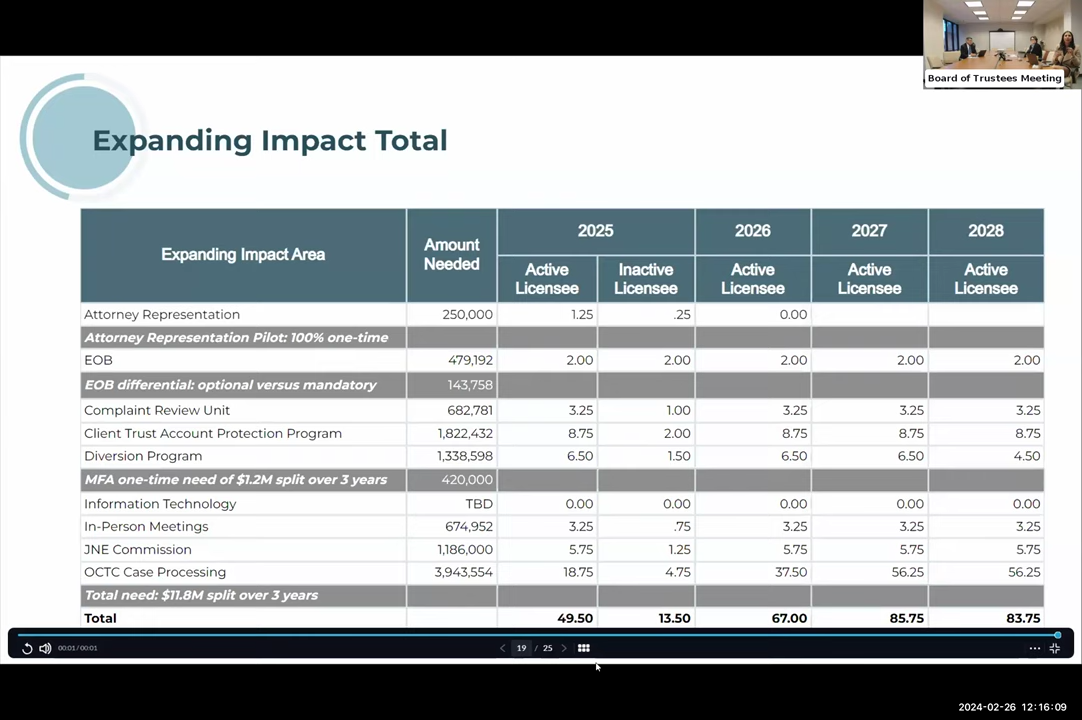 Board of Trustees Meeting
Expanding Impact Total
Expanding Impact Area Amount Needed 2025 2026 2027 2028
Active Licensee Inactive Licensee Active Licensee Active Licensee Active Licensee
Attorney Representation 250,000 1.25 .25 0.00
Attorney Representation Pilot: 100% one-time
EOB 479,192 2.00 2.00 2.00 2.00 2.00
EOB differential: optional versus mandatory 143,758
Complaint Review Unit 682,781 3.25 1.00 3.25 3.25 3.25
Client Trust Account Protection Program 1,822,432 8.75 2.00 8.75 8.75 8.75
Diversion Program 1,338,598 6.50 1.50 6.50 6.50 4.50
MFA one-time need of $1.2M split over 3 years 420,000
Information Technology TBD 0.00 0.00 0.00 0.00 0.00
In-Person Meetings 674,952 3.25 .75 3.25 3.25 3.25
JNE Commission 1,186,000 5.75 1.25 5.75 5.75 5.75
OCTC Case Processing 3,943,554 18.75 4.75 37.50 56.25 56.25
Total need: $11.8M split over 3 years
Total 49.50 13.50 67.00 85.75 83.75
00:01/00:01 19 / 25
2024-02-26 12:16:09